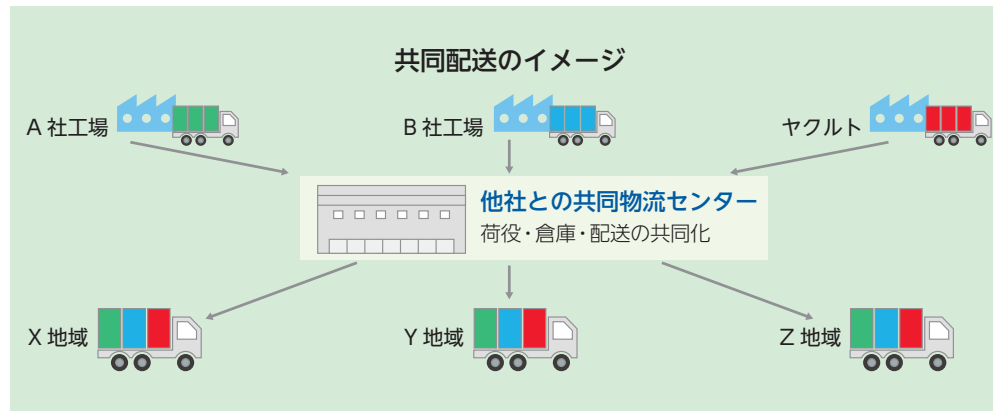 共同配送のイメージ
A 社工場
B 社工場
ヤクルト
他社との共同物流センター
荷役・倉庫・配送の共同化
X 地域
Y 地域
Z 地域